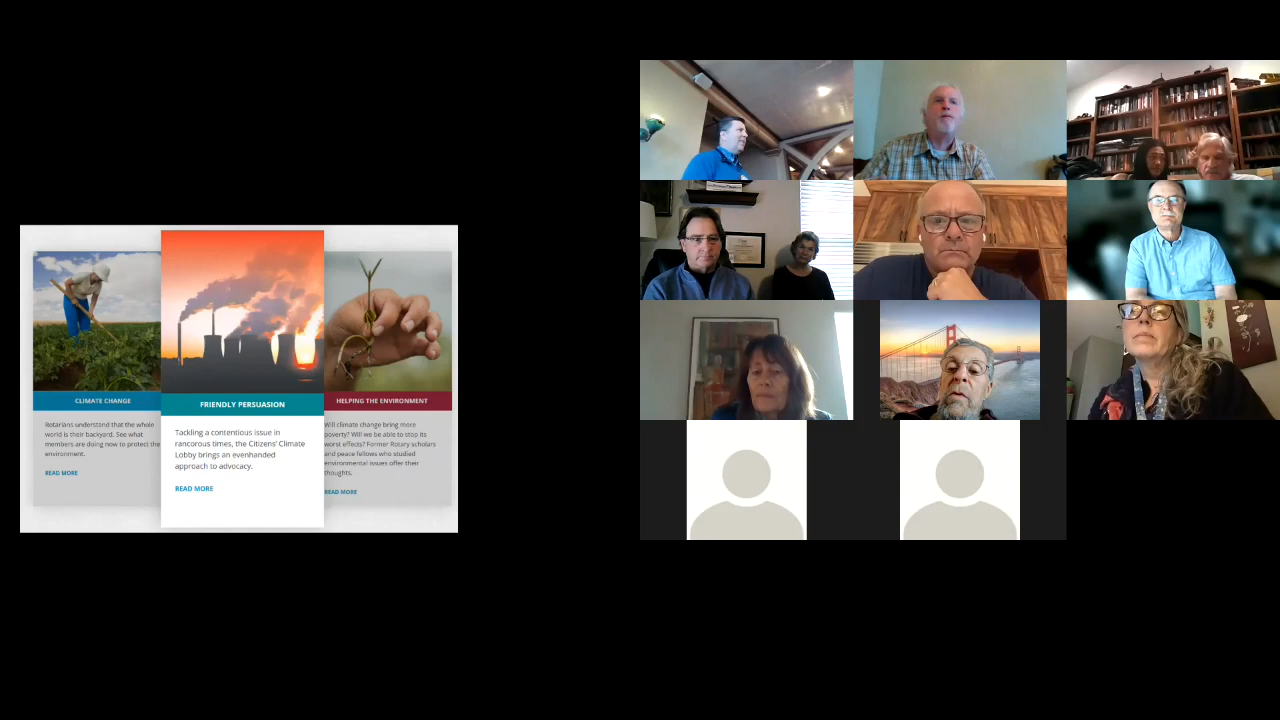 CLIMATE CHANGE
Rotarians understand that the whole
world is their backyard. See what
members are doing now to protect the
environment.
READ MORE
FRIENDLY PERSUASION
Tackling a contentious issue in
rancorous times, the Citizens' Climate
Lobby brings an evenhanded
approach to advocacy.
READ MORE
HELPING THE ENVIRONMENT
Will climate change bring more
poverty? Will we be able to stop its
worst effects? Former Rotary scholars
and peace fellows who studied
environmental issues offer their
thoughts.
READ MORE